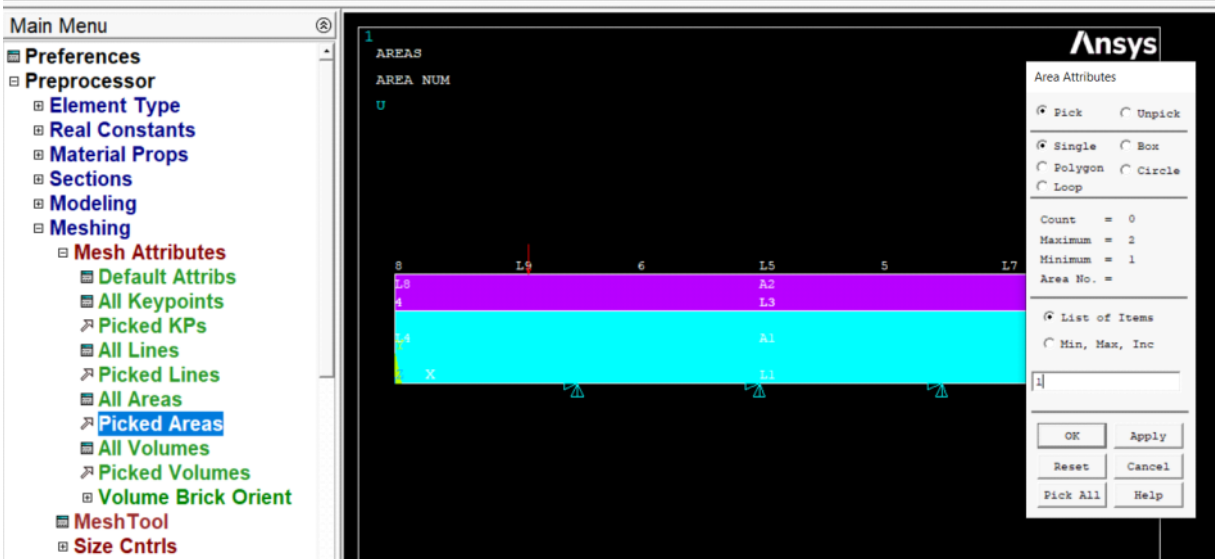 Main Menu
Preferences
Preprocessor
Element Type
Real Constants
Material Props
Sections
Modeling
Meshing
Mesh Attributes
Default Attribs
All Keypoints
Picked KPs
All Lines
Picked Lines
All Areas
Picked Areas
All Volumes
Picked Volumes
Volume Brick Orient
MeshTool
Size Cntrls
1
AREAS
AREA NUM
U
Ansys
8 L9 6 L5 5 L7
L8 A2
4 L3
L4 A1
X L1
Area Attributes
Pick Unpick
Single Box
Polygon Circle
Loop
Count = 0
Maximum = 2
Minimum = 1
Area No. =
List of Items
Min, Max, Inc
1
OK Apply
Reset Cancel
Pick All Help